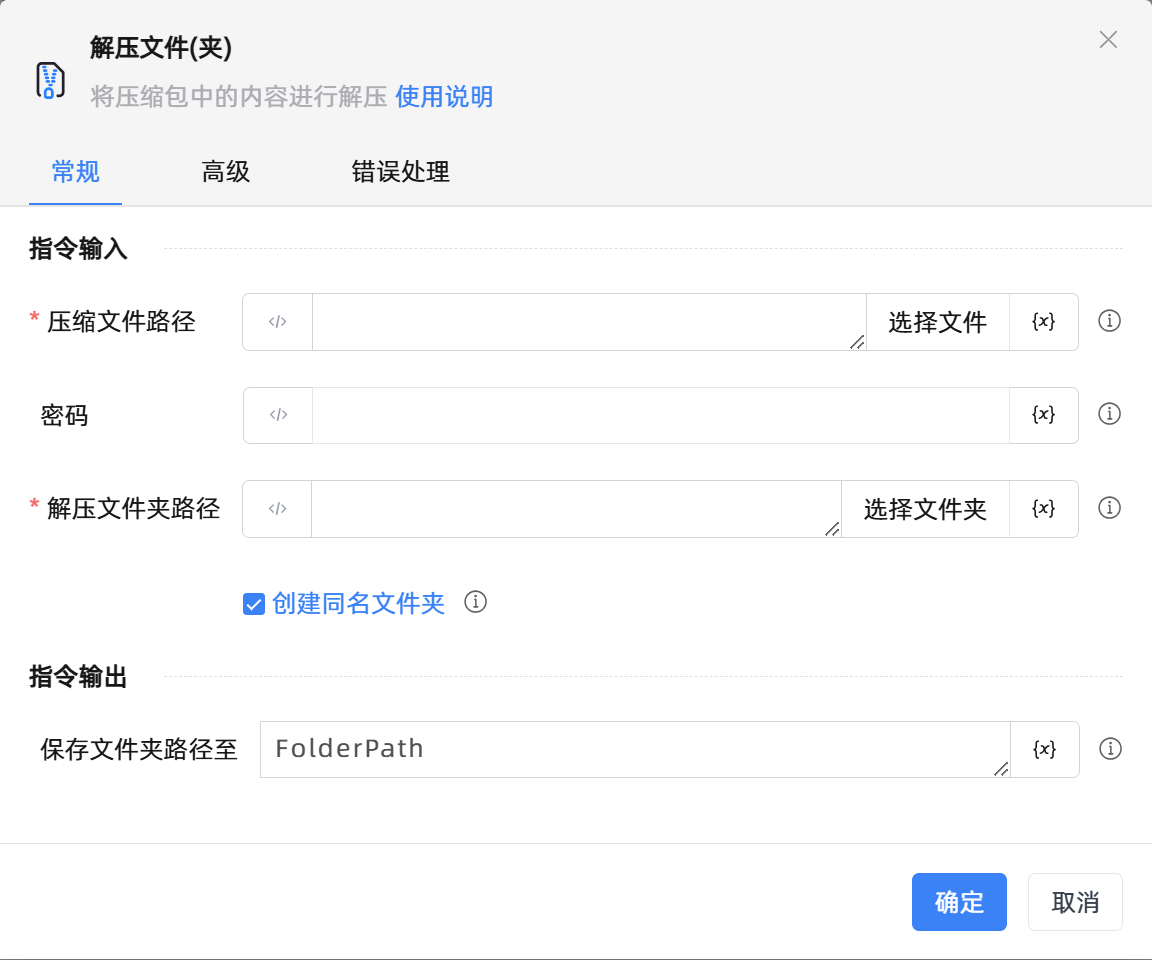 解压文件(夹)
将压缩包中的内容进行解压 使用说明
常规 高级 错误处理
指令输入
* 压缩文件路径 </> 选择文件 {x}
密码 </> {x}
* 解压文件夹路径 </> 选择文件夹 {x}
创建同名文件夹
指令输出
保存文件夹路径至 FolderPath {x}
确定 取消